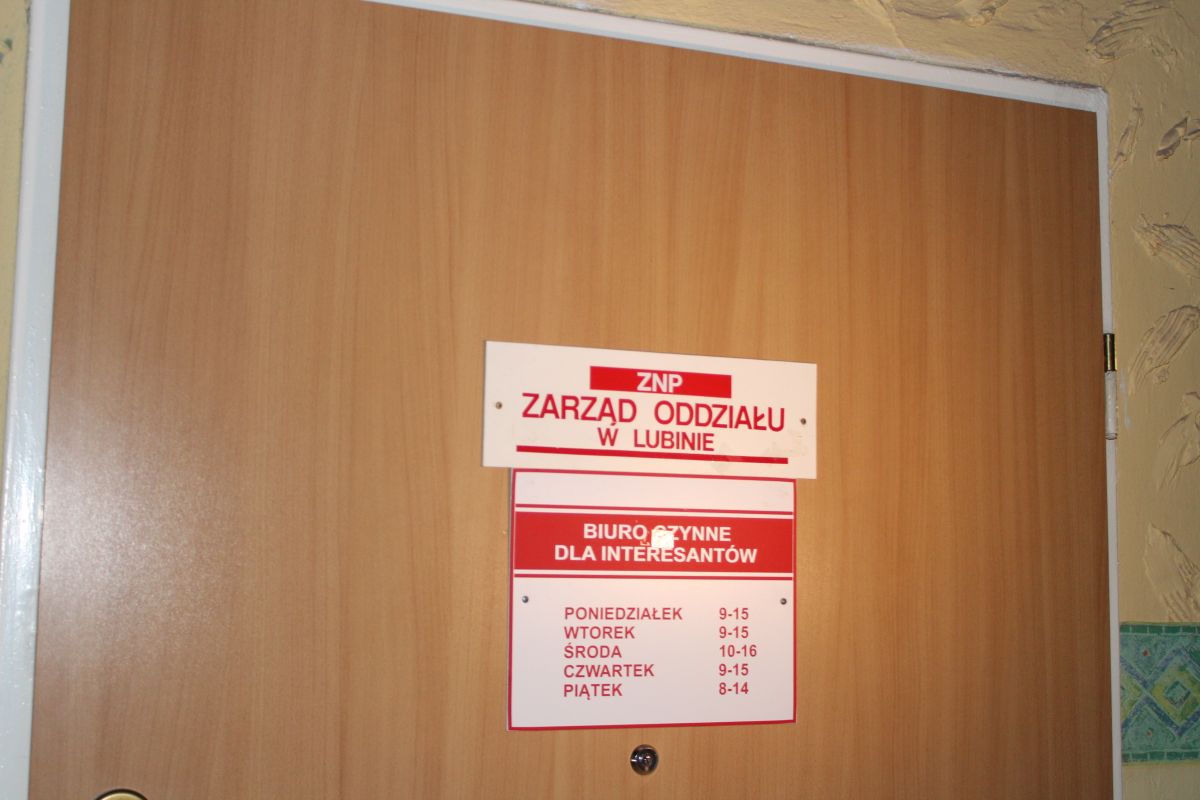 ZNP
ZARZĄD ODDZIAŁU
W LUBINIE
BIURO CZYNNE
DLA INTERESANTÓW
PONIEDZIAŁEK 9-15
WTOREK 9-15
ŚRODA 10-16
CZWARTEK 9-15
PIĄTEK 8-14